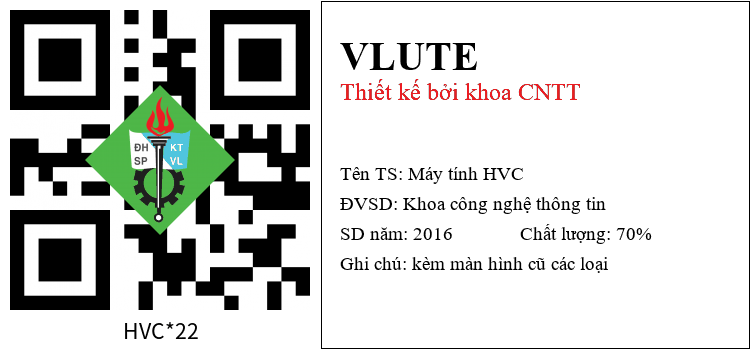 ĐH KT
SP VL
HVC*22
VLUTE
Thiết kế bởi khoa CNTT
Tên TS: Máy tính HVC
ĐVSD: Khoa công nghệ thông tin
SD năm: 2016 Chất lượng: 70%
Ghi chú: kèm màn hình cũ các loại